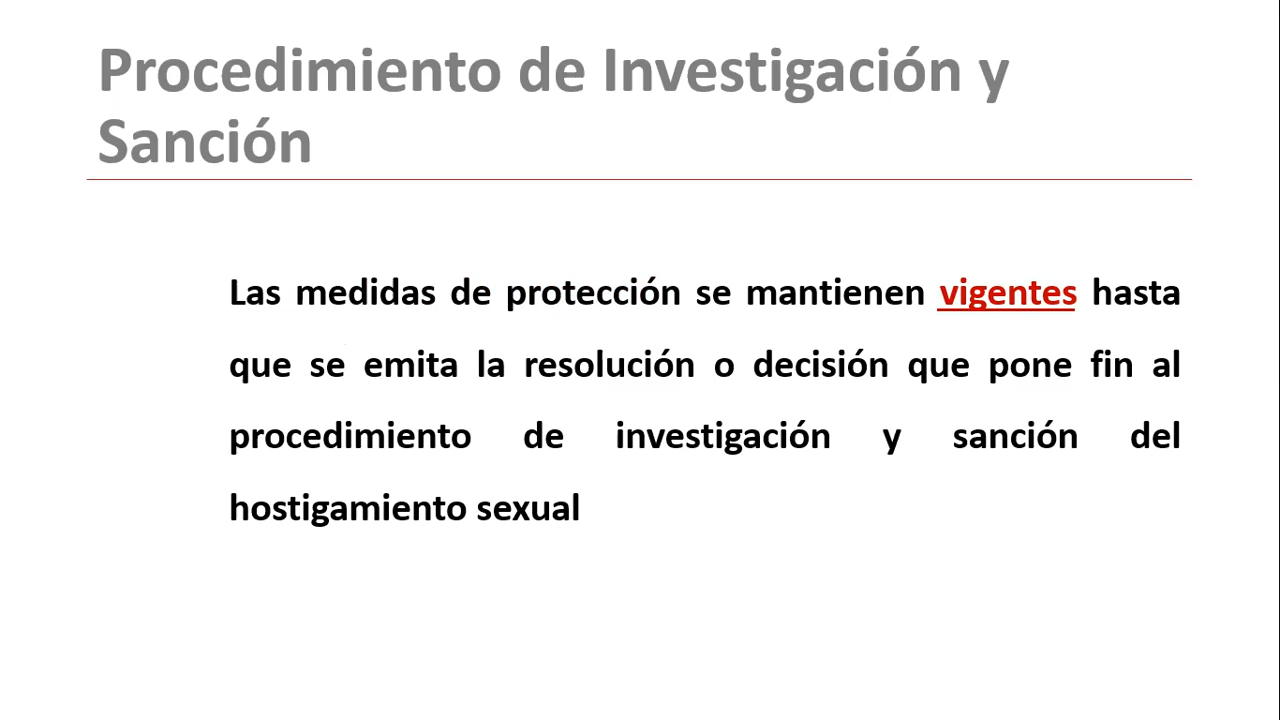 Procedimiento de Investigación y
Sanción
Las medidas de protección se mantienen vigentes hasta
que se emita la resolución o decisión que pone fin al
procedimiento de investigación y sanción del
hostigamiento sexual